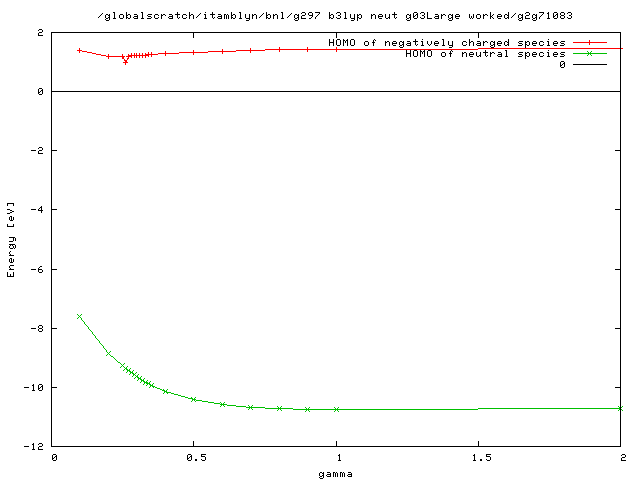 /globalscratch/itamblyn/bnl/g297 b3lyp neut g03Large worked/g2g71083
HOMO of negatively charged species
HOMO of neutral species
0
2
0
-2
-4
-6
-8
-10
-12
Energy [eV]
0 0.5 1 1.5 2
gamma